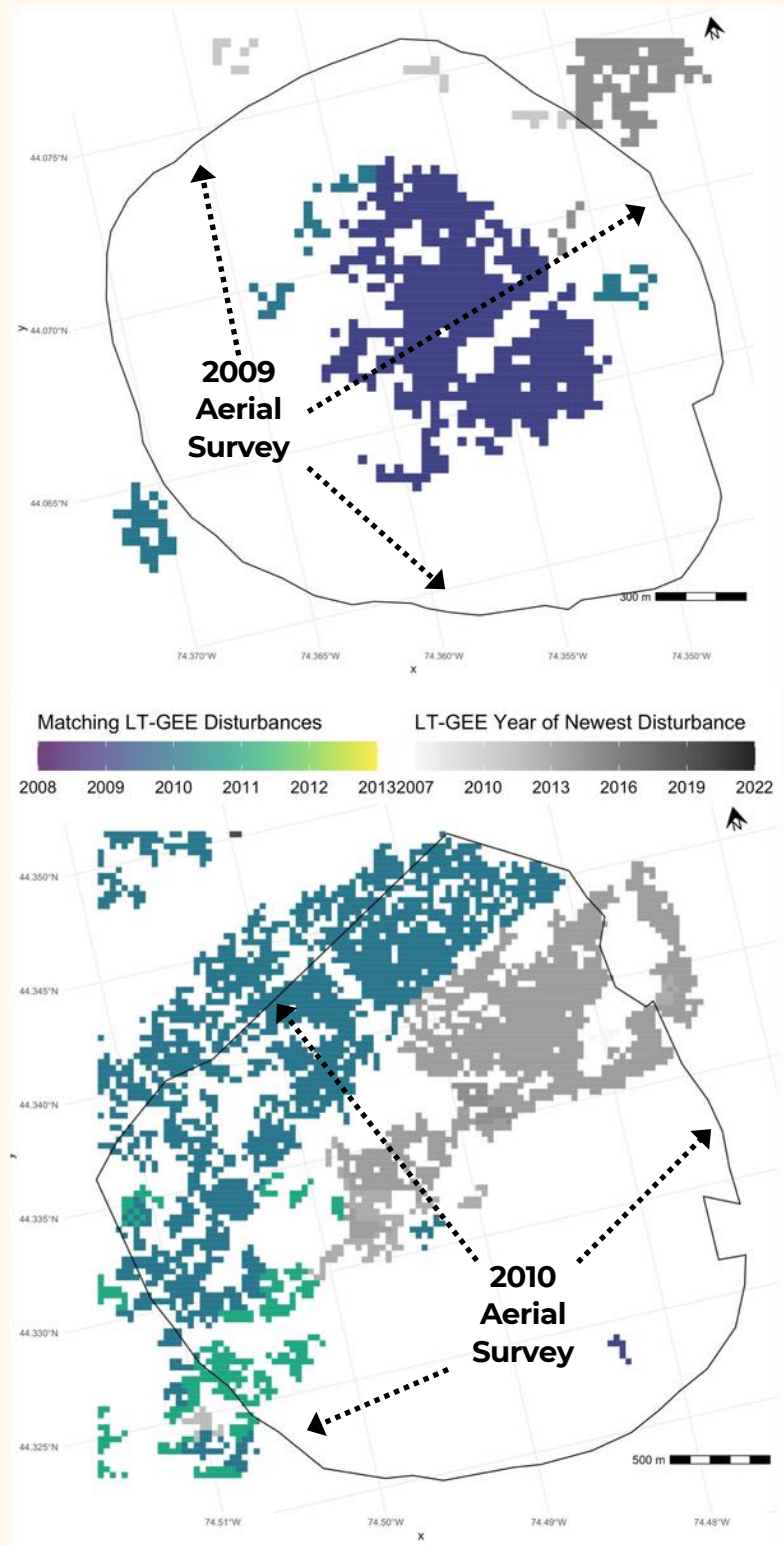 N
44.075°N
44.070°N
y
2009
Aerial
Survey
44.065°N
300 m
74.370°W 74.365°W 74.360°W 74.355°W 74.350°W
x
Matching LT-GEE Disturbances
2008 2009 2010 2011 2012 2013
LT-GEE Year of Newest Disturbance
2007 2010 2013 2016 2019 2022
N
44.350°N
44.345°N
44.340°N
y
44.335°N
2010
Aerial
Survey
44.330°N
44.325°N
500 m
74.51°W 74.50°W 74.49°W 74.48°W
x